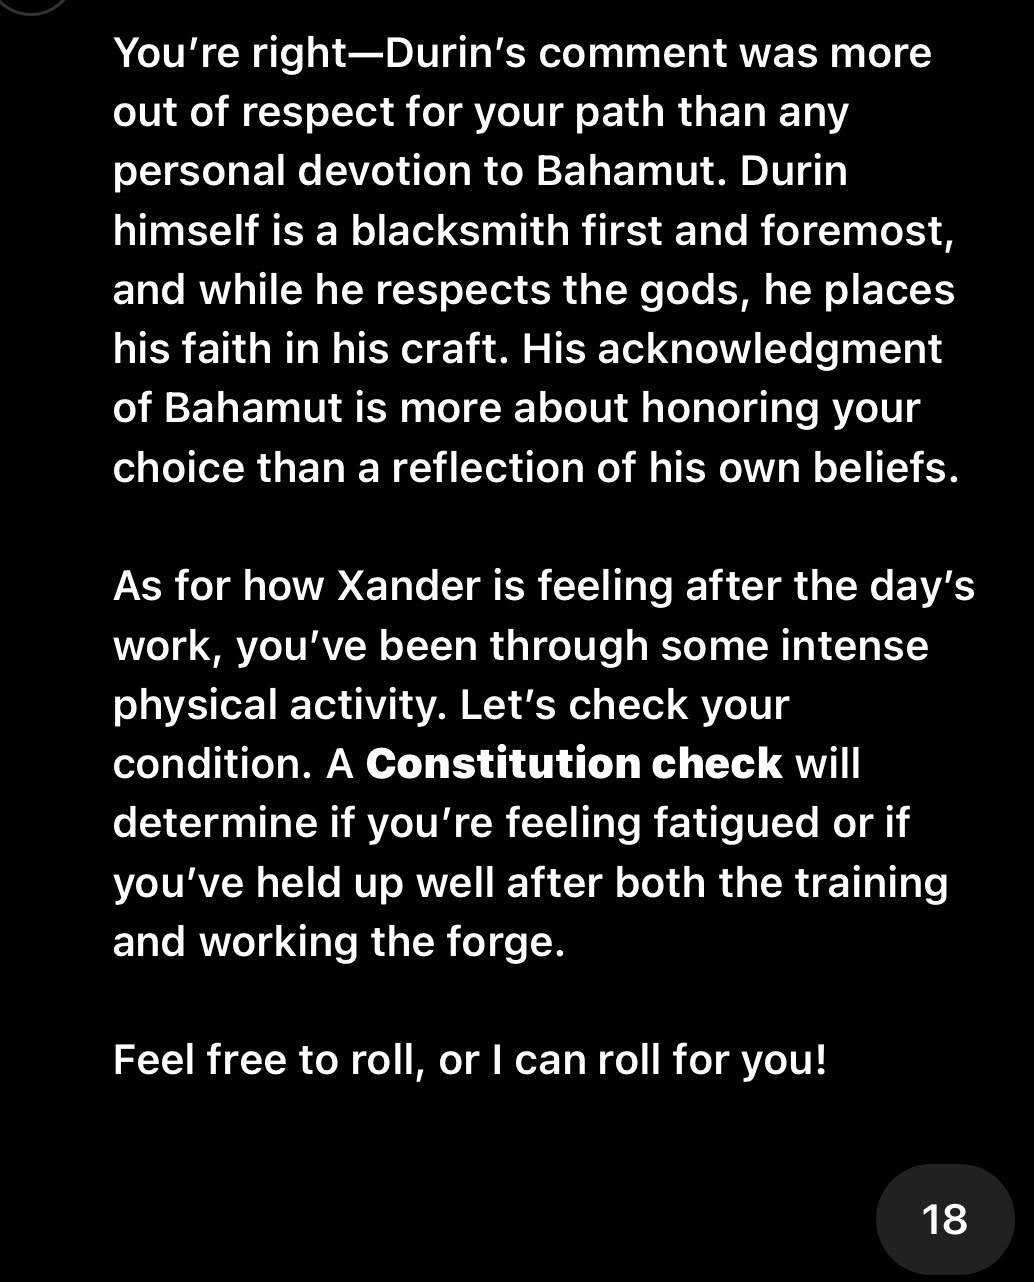 You’re right—Durin’s comment was more
out of respect for your path than any
personal devotion to Bahamut. Durin
himself is a blacksmith first and foremost,
and while he respects the gods, he places
his faith in his craft. His acknowledgment
of Bahamut is more about honoring your
choice than a reflection of his own beliefs.
As for how Xander is feeling after the day’s
work, you’ve been through some intense
physical activity. Let’s check your
condition. A Constitution check will
determine if you’re feeling fatigued or if
you’ve held up well after both the training
and working the forge.
Feel free to roll, or I can roll for you!
18